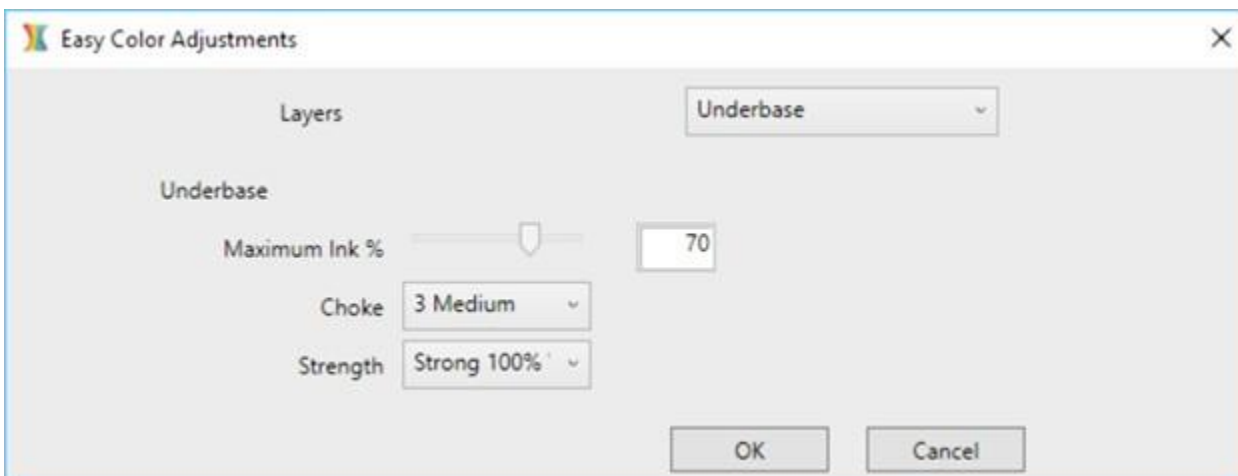 Easy Color Adjustments
Layers Underbase
Underbase
Maximum Ink % 70
Choke 3 Medium
Strength Strong 100%
OK Cancel